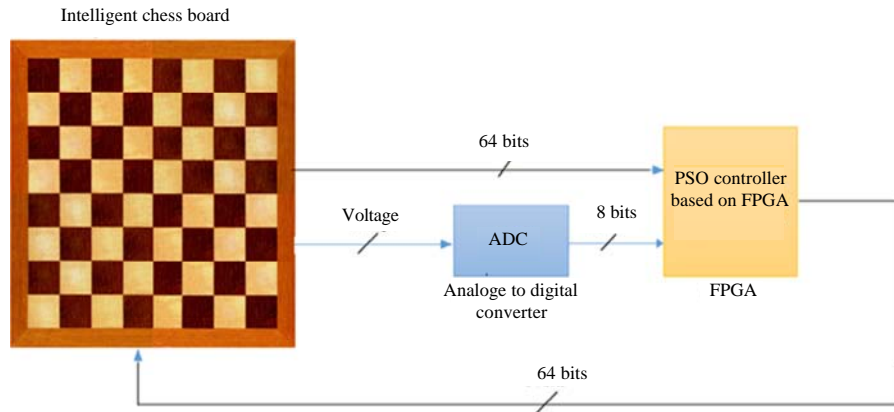 Intelligent chess board
64 bits
PSO controller
based on FPGA
Voltage
8 bits
ADC
Analoge to digital
converter
FPGA
64 bits